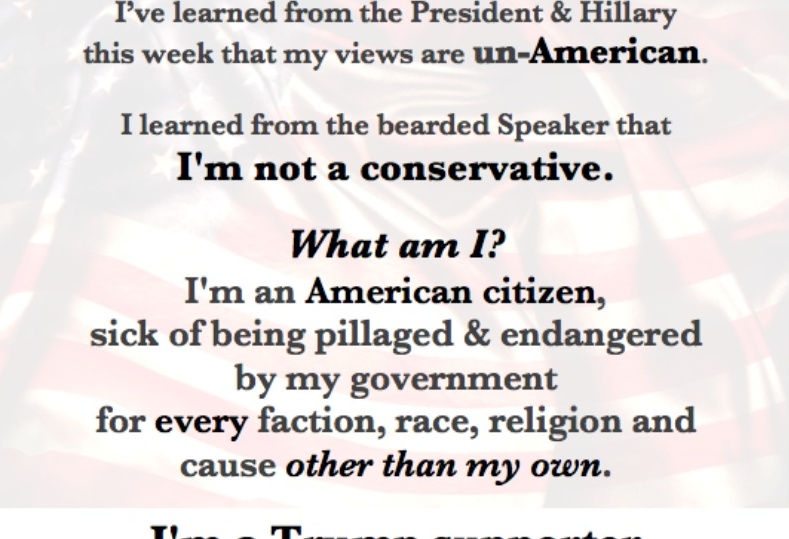 I’ve learned from the President & Hillary
this week that my views are un-American.
I learned from the bearded Speaker that
I'm not a conservative.
What am I?
I'm an American citizen,
sick of being pillaged & endangered
by my government
for every faction, race, religion and
cause other than my own.
I'm a Trump supporter